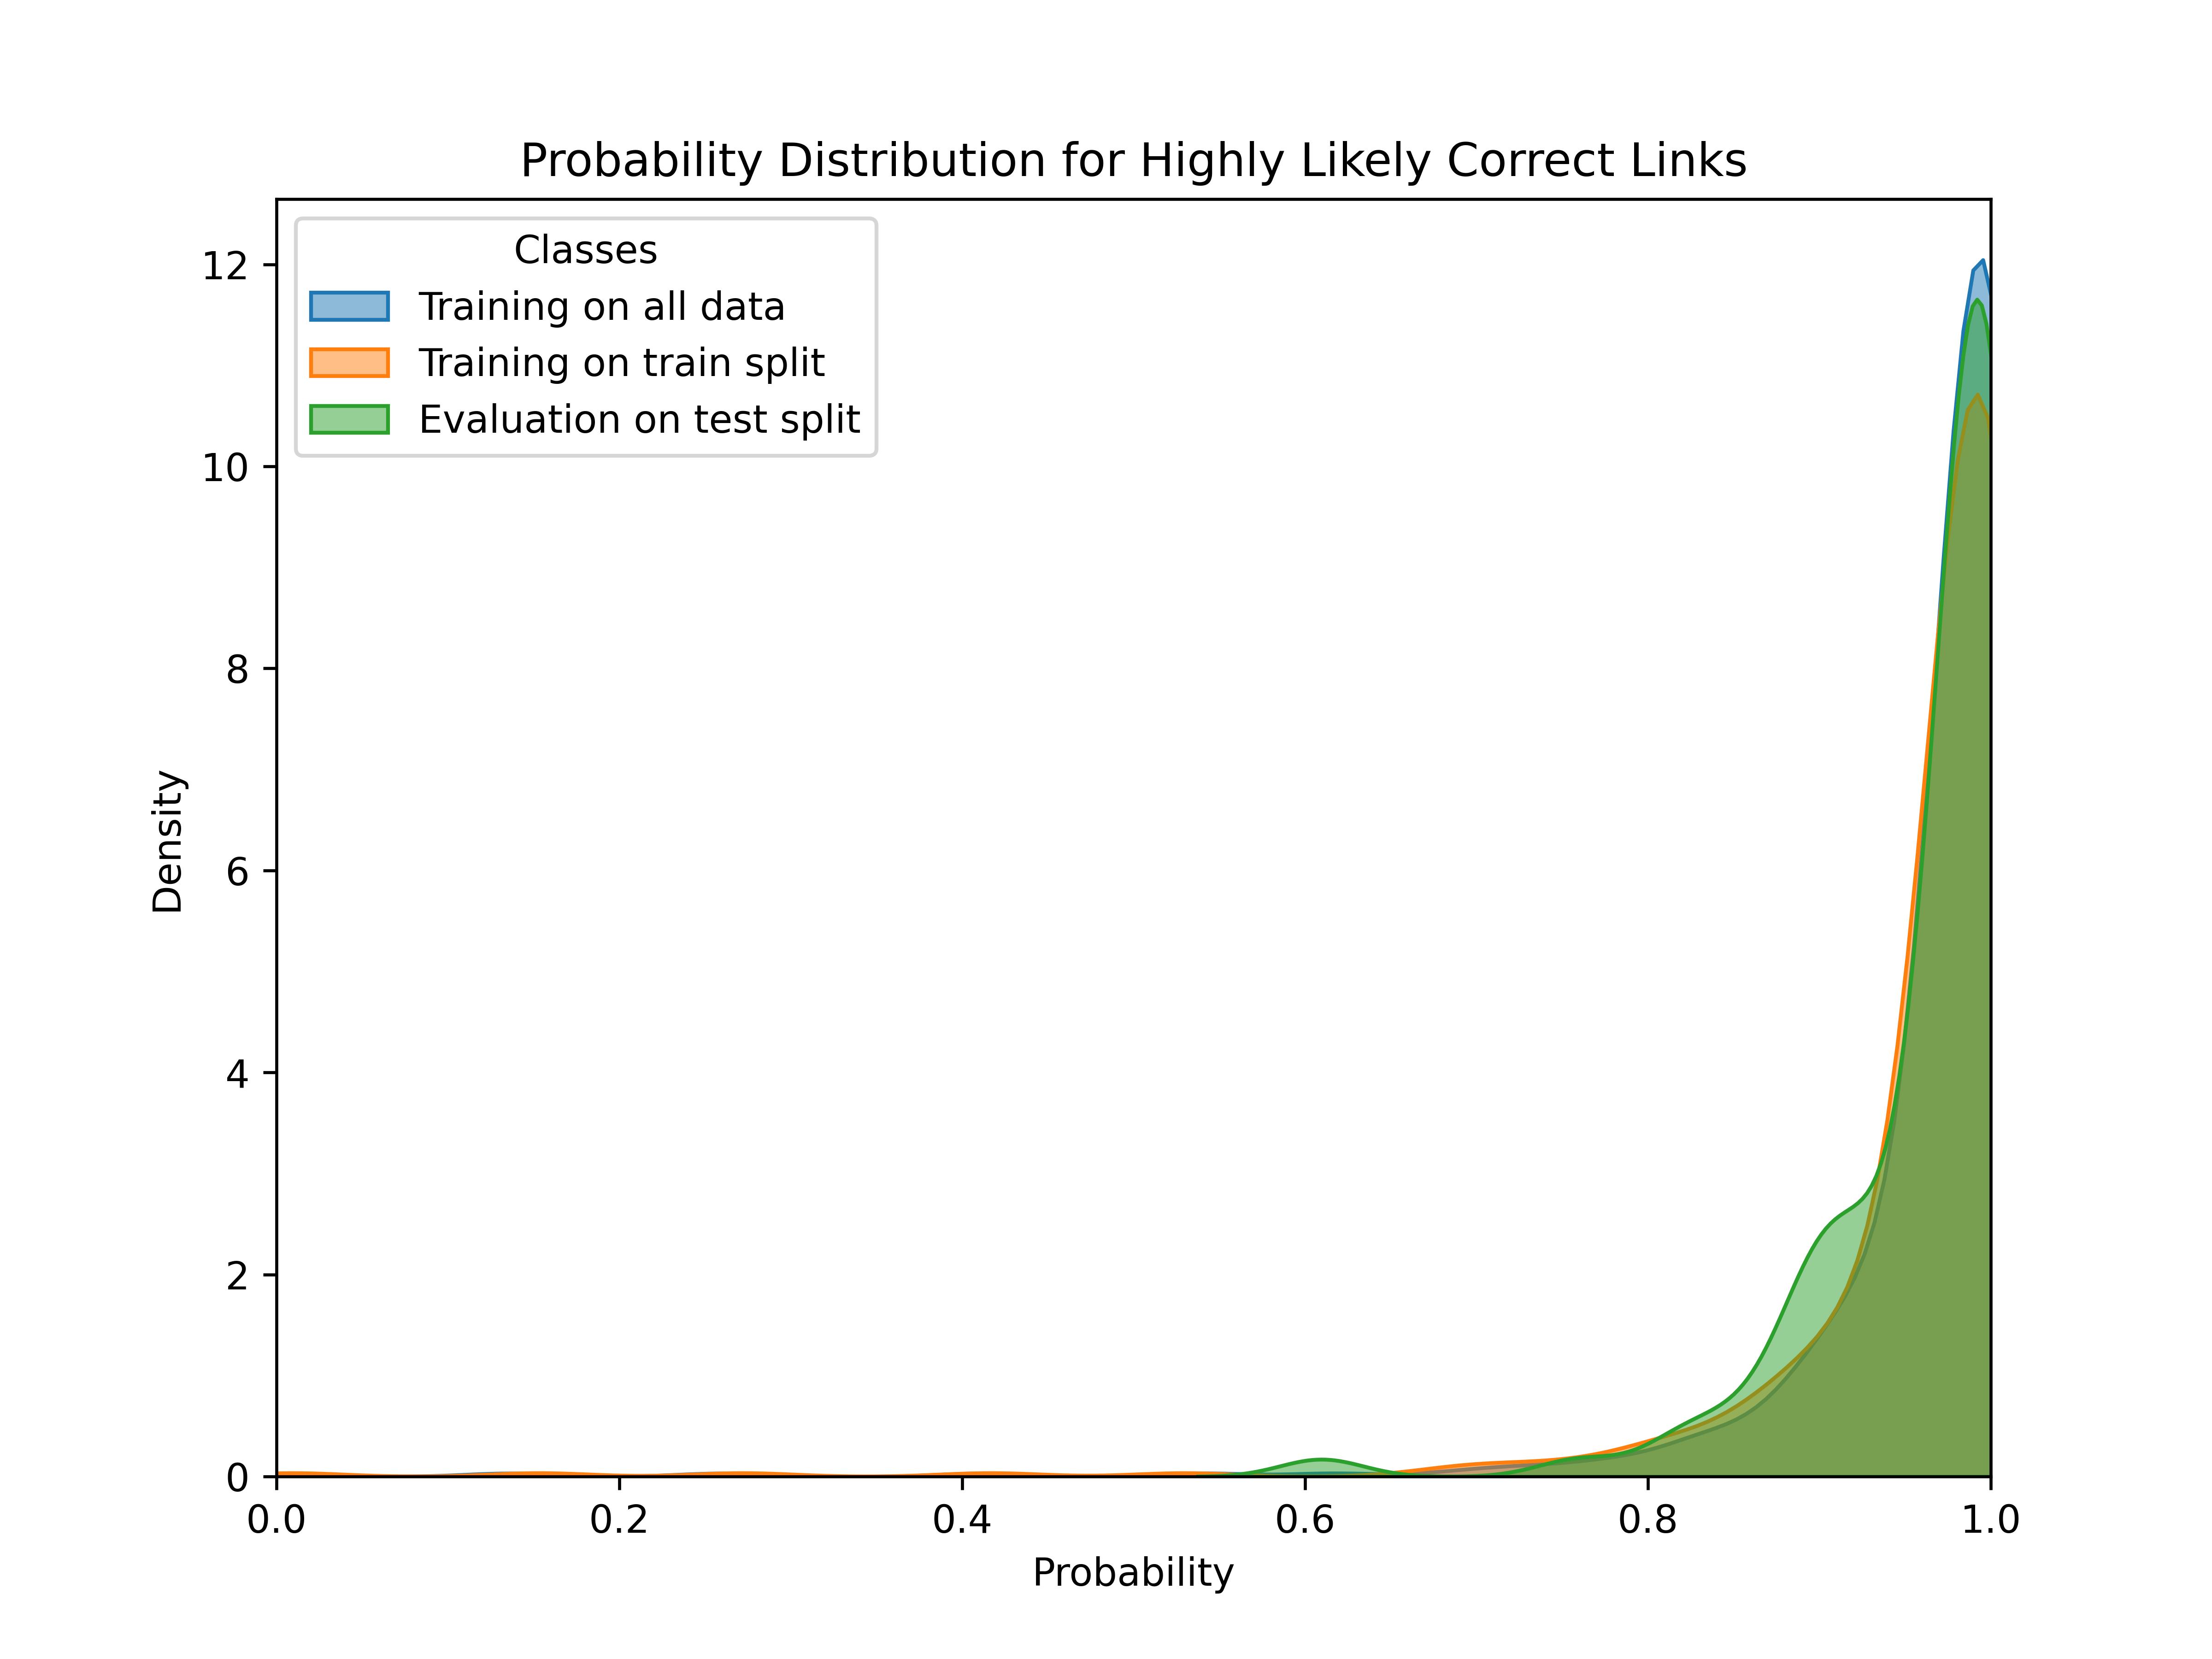 Probability Distribution for Highly Likely Correct Links
Classes
Training on all data
Training on train split
Evaluation on test split
12
10
8
6
4
2
0
Density
0.0 0.2 0.4 0.6 0.8 1.0
Probability